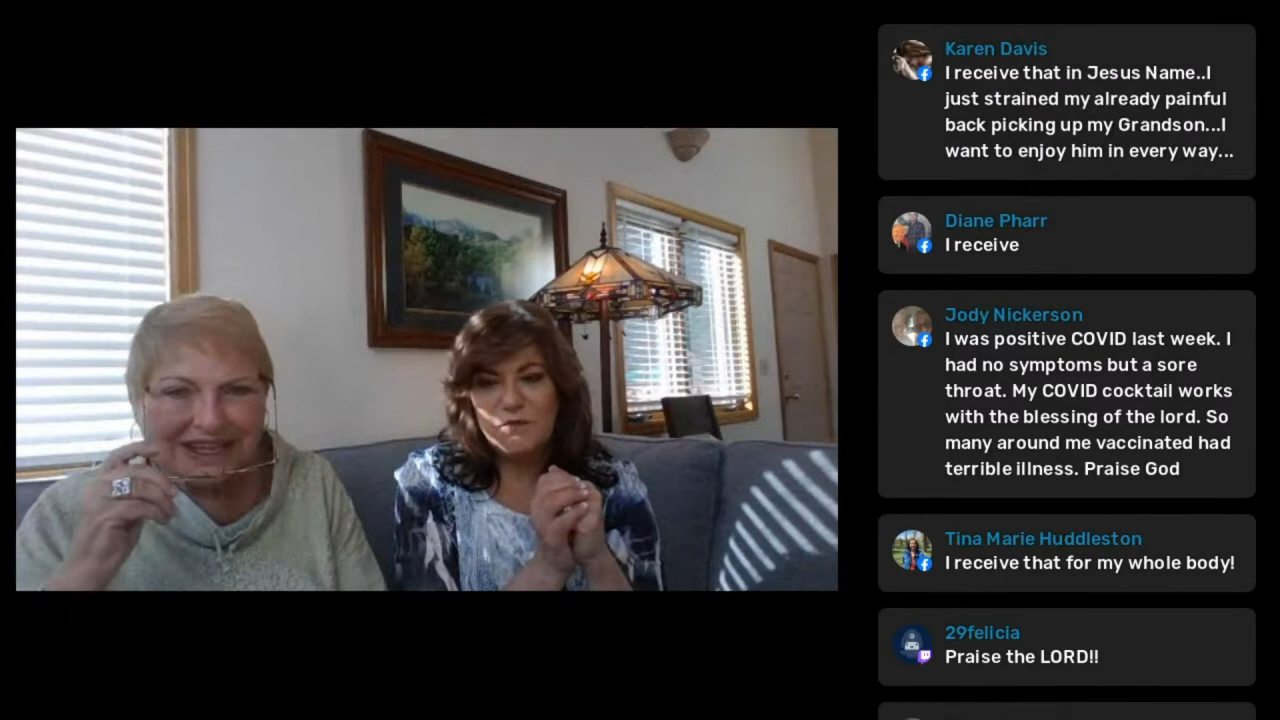 Karen Davis
I receive that in Jesus Name..I
just strained my already painful
back picking up my Grandson...I
want to enjoy him in every way...
Diane Pharr
I receive
Jody Nickerson
I was positive COVID last week. I
had no symptoms but a sore
throat. My COVID cocktail works
with the blessing of the lord. So
many around me vaccinated had
terrible illness. Praise God
Tina Marie Huddleston
I receive that for my whole body!
29felicia
Praise the LORD!!